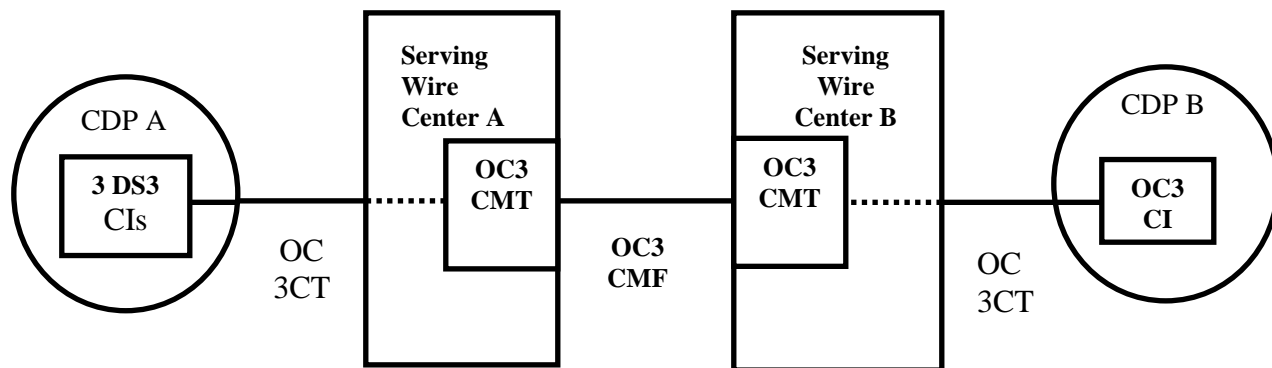 CDP A
3 DS3
CIs
OC
3CT
Serving
Wire
Center A
OC3
CMT
OC3
CMF
Serving
Wire
Center B
OC3
CMT
OC
3CT
CDP B
OC3
CI